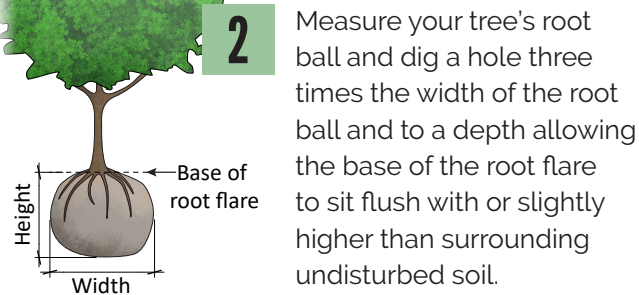 2
Measure your tree’s root
ball and dig a hole three
times the width of the root
ball and to a depth allowing
the base of the root flare
to sit flush with or slightly
higher than surrounding
undisturbed soil.
Base of
root flare
Height
Width